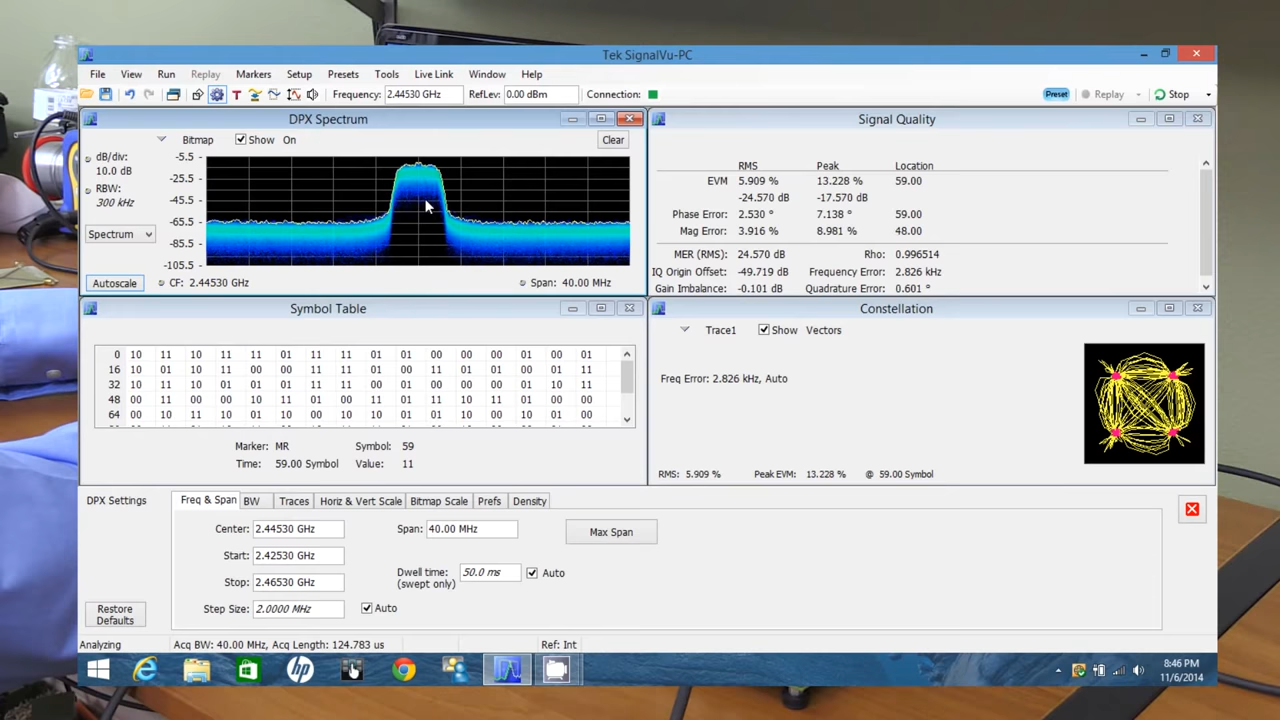 Tek SignalVu-PC
File View Run Replay Markers Setup Presets Tools Live Link Window Help
Frequency: 2.44530 GHz RefLev: 0.00 dBm Connection: Preset Replay Stop
DPX Spectrum
Bitmap Show On Clear
dB/div:
10.0 dB
RBW:
300 kHz
Spectrum
Autoscale
-5.5
-25.5
-45.5
-65.5
-85.5
-105.5
CF: 2.44530 GHz Span: 40.00 MHz
Signal Quality
RMS Peak Location
EVM 5.909 % 13.228 % 59.00
-24.570 dB -17.570 dB
Phase Error: 2.530 ° 7.138 ° 59.00
Mag Error: 3.916 % 8.981 % 48.00
MER (RMS): 24.570 dB Rho: 0.996514
IQ Origin Offset: -49.719 dB Frequency Error: 2.826 kHz
Gain Imbalance: -0.101 dB Quadrature Error: 0.601 °
Symbol Table
0 10 11 10 11 11 01 11 11 01 01 00 00 00 01 00 01
16 10 01 10 11 00 00 11 10 01 00 11 00 00 01 01 11
32 10 11 10 01 01 01 11 11 00 01 00 00 01 01 10 11
48 00 11 00 00 10 11 01 00 01 11 10 11 01 00 00 11
64 00 10 11 10 01 10 00 10 10 01 01 10 00 01 00 00
Marker: MR Symbol: 59
Time: 59.00 Symbol Value: 11
Constellation
Trace1 Show Vectors
Freq Error: 2.826 kHz, Auto
RMS: 5.909 % Peak EVM: 13.228 % @ 59.00 Symbol
DPX Settings Freq & Span BW Traces Horiz & Vert Scale Bitmap Scale Prefs Density
Center: 2.44530 GHz Span: 40.00 MHz Max Span
Start: 2.42530 GHz
Dwell time: 50.0 ms Auto
(swept only)
Stop: 2.46530 GHz
Step Size: 2.0000 MHz Auto
Restore
Defaults
Analyzing Acq BW: 40.00 MHz, Acq Length: 124.783 us Ref: Int
hp
8:46 PM
11/6/2014